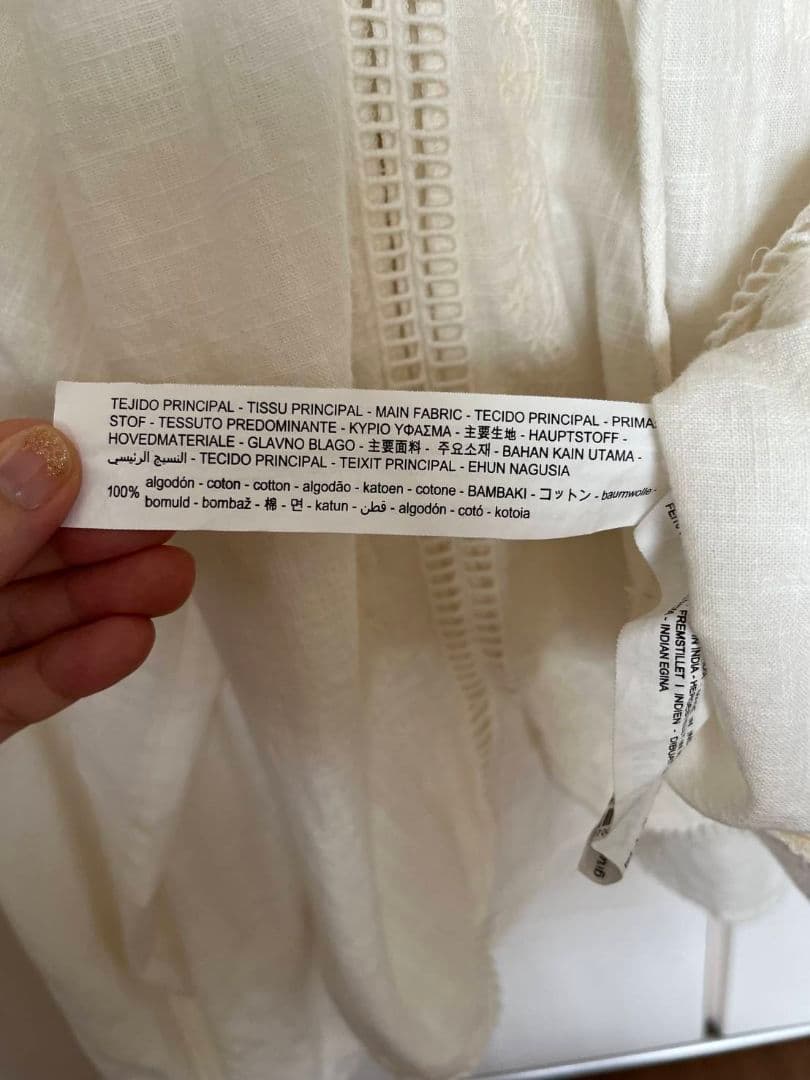 TEJIDO PRINCIPAL - TISSU PRINCIPAL - MAIN FABRIC - TECIDO PRINCIPAL - PRIMA
STOF - TESSUTO PREDOMINANTE - ΚΥΡΙΟ ΥΦΑΣΜΑ - 主要生地 - HAUPTSTOFF -
HOVEDMATERIALE - GLAVNO BLAGO - 主要面料 - 주요소재 - BAHAN KAIN UTAMA -
النسيج الرئيسي - TECIDO PRINCIPAL - TEIXIT PRINCIPAL - EHUN NAGUSIA
100% algodón - coton - cotton - algodão - katoen - cotone - BAMBAKI - コットン - baumwolle -
bomuld - bombaž - 棉 - 면 - katun - قطن - algodón - cotó - kotoia
IN INDIA -
FREMSTILLET I INDIEN - DIBUAT
- INDIAN EGINA